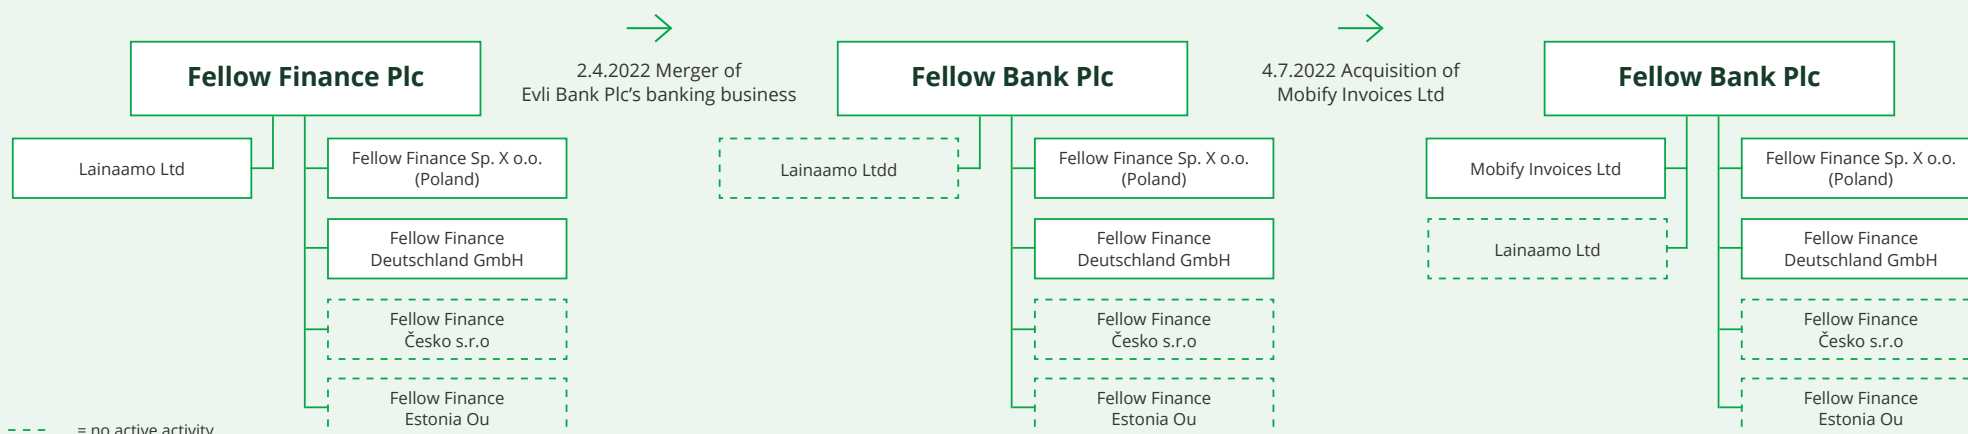 Fellow Finance Plc
Lainaamo Ltd
Fellow Finance Sp. X o.o.
(Poland)
Fellow Finance
Deutschland GmbH
Fellow Finance
Česko s.r.o
Fellow Finance
Estonia Ou
2.4.2022 Merger of
Evli Bank Plc’s banking business
Fellow Bank Plc
Lainaamo Ltdd
Fellow Finance Sp. X o.o.
(Poland)
Fellow Finance
Deutschland GmbH
Fellow Finance
Česko s.r.o
Fellow Finance
Estonia Ou
4.7.2022 Acquisition of
Mobify Invoices Ltd
Fellow Bank Plc
Mobify Invoices Ltd
Lainaamo Ltd
Fellow Finance Sp. X o.o.
(Poland)
Fellow Finance
Deutschland GmbH
Fellow Finance
Česko s.r.o
Fellow Finance
Estonia Ou
= no active activity